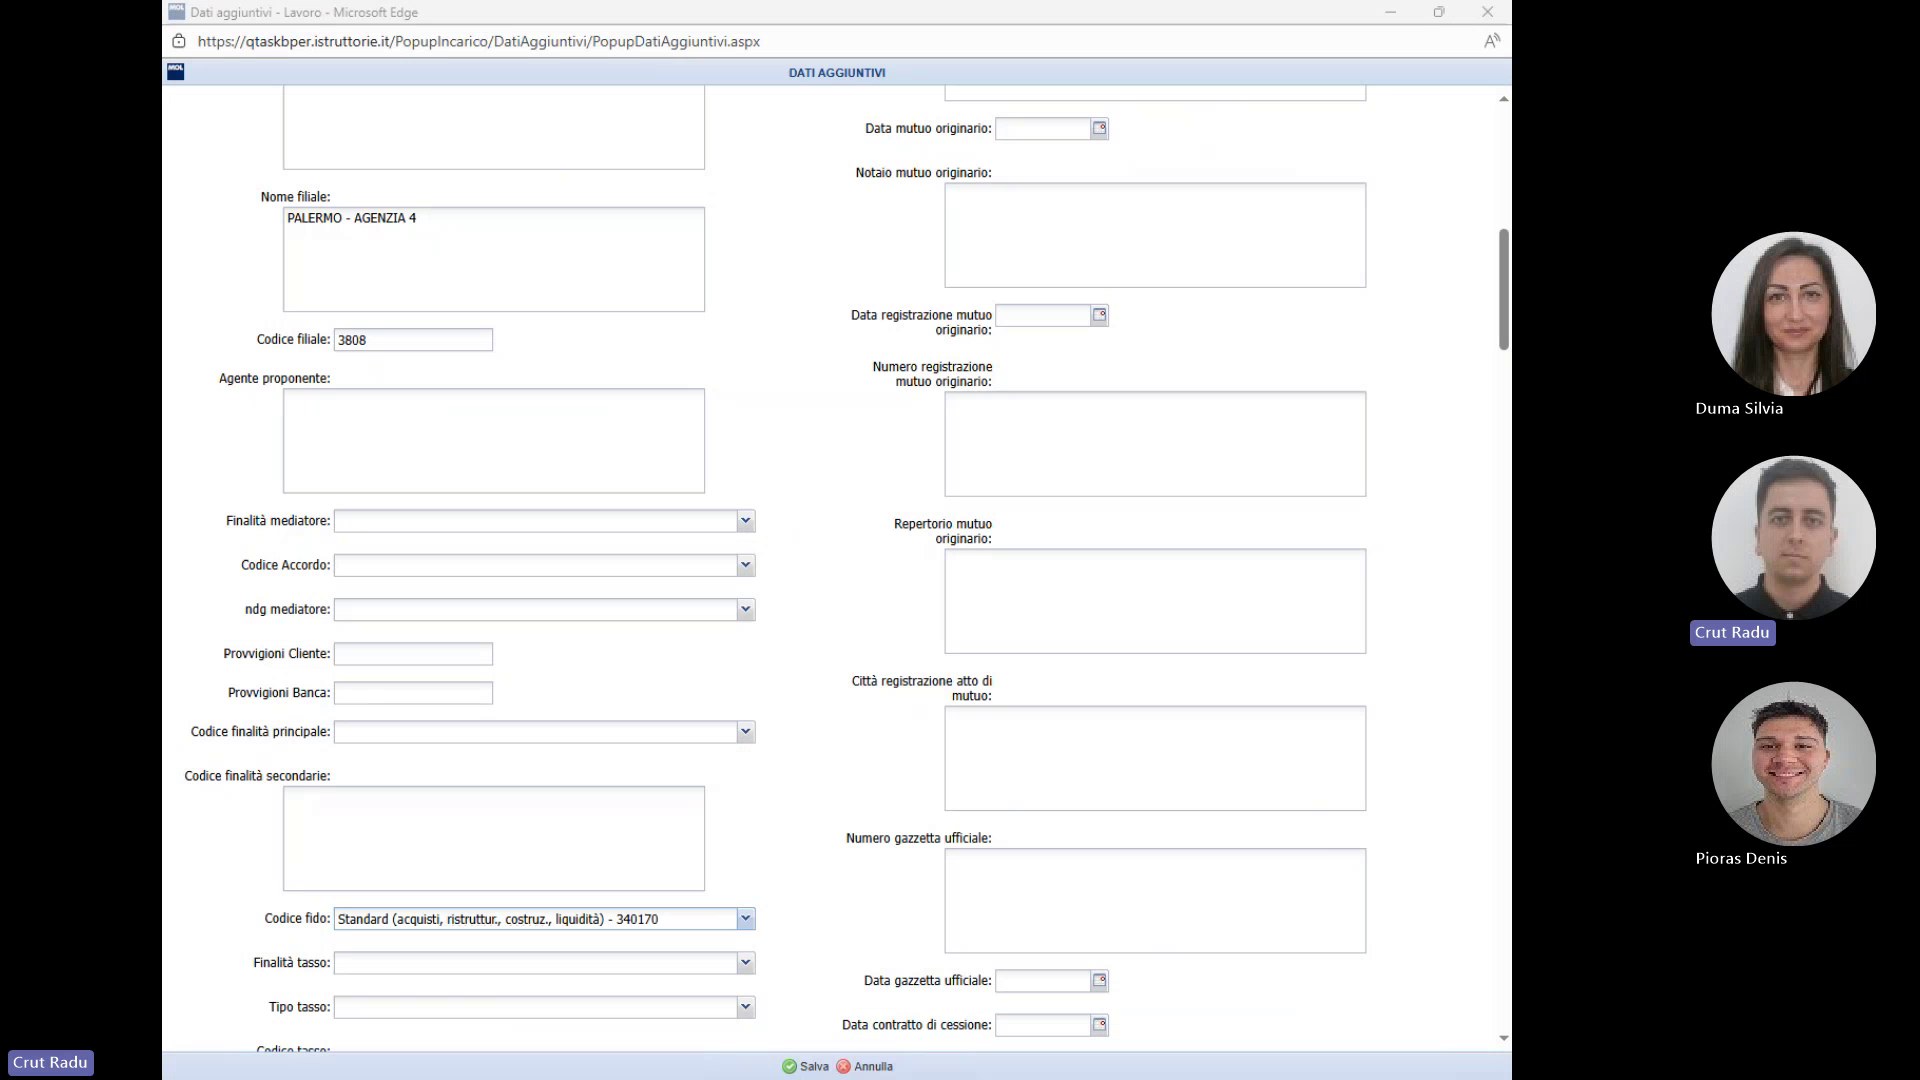 MOL
Dati aggiuntivi - Lavoro - Microsoft Edge
https://qtaskbper.istruttorie.it/PopupIncarico/DatiAggiuntivi/PopupDatiAggiuntivi.aspx
MOL
DATI AGGIUNTIVI
Nome filiale:
PALERMO - AGENZIA 4
Codice filiale:
3808
Agente proponente:
Finalità mediatore:
Codice Accordo:
ndg mediatore:
Provvigioni Cliente:
Provvigioni Banca:
Codice finalità principale:
Codice finalità secondarie:
Codice fido:
Standard (acquisti, ristruttur., costruz., liquidità) - 340170
Finalità tasso:
Tipo tasso:
Codice tasso:
Data mutuo originario:
Notaio mutuo originario:
Data registrazione mutuo
originario:
Numero registrazione
mutuo originario:
Repertorio mutuo
originario:
Città registrazione atto di
mutuo:
Numero gazzetta ufficiale:
Data gazzetta ufficiale:
Data contratto di cessione:
Salva
Annulla
Duma Silvia
Crut Radu
Pioras Denis
Crut Radu